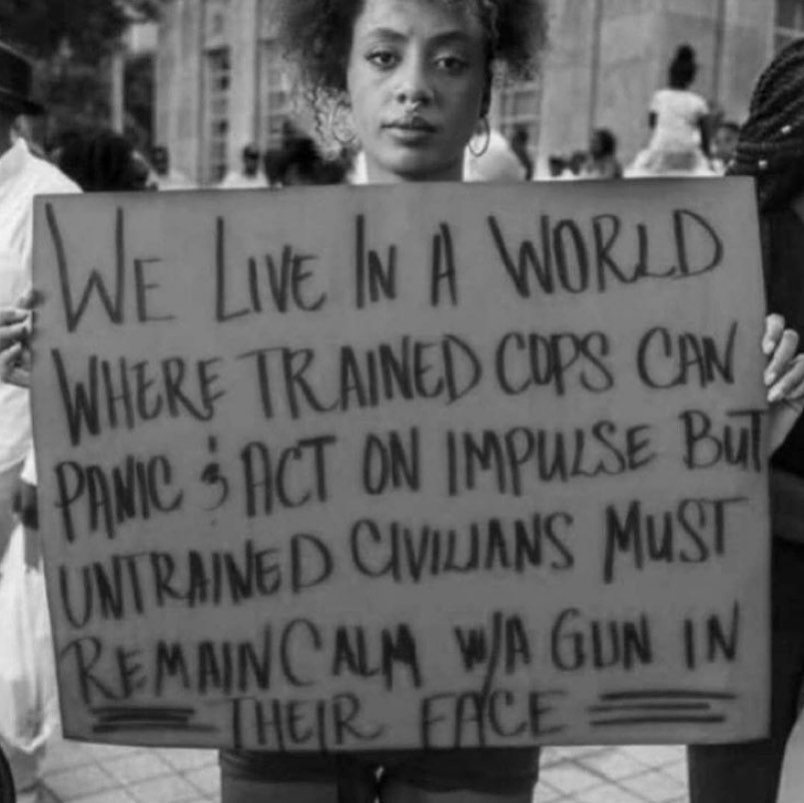 WE LIVE IN A WORLD
WHERE TRAINED COPS CAN
PANIC & ACT ON IMPULSE BUT
UNTRAINED CIVILIANS MUST
REMAIN CALM W/A GUN IN
THEIR FACE